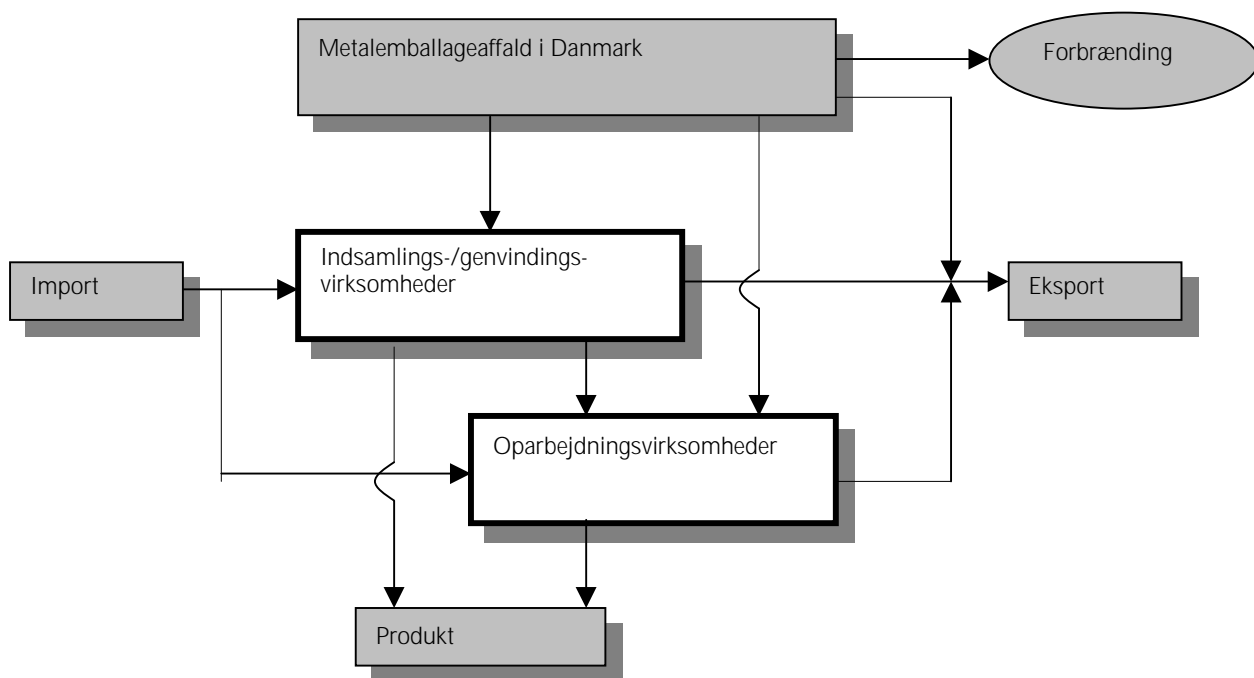 Metalemballageaffald i Danmark
Forbrænding
Indsamlings-/genvindings-
virksomheder
Import
Eksport
Oparbejdningsvirksomheder
Produkt